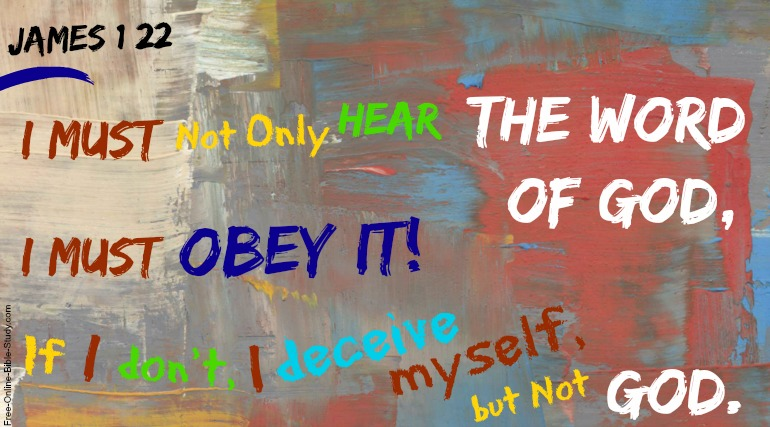 JAMES 1 22
I MUST Not Only HEAR THE WORD
OF GOD,
I MUST OBEY IT!
If I don't, I deceive myself,
but Not GOD.
Free-Online-Bible-Study.com